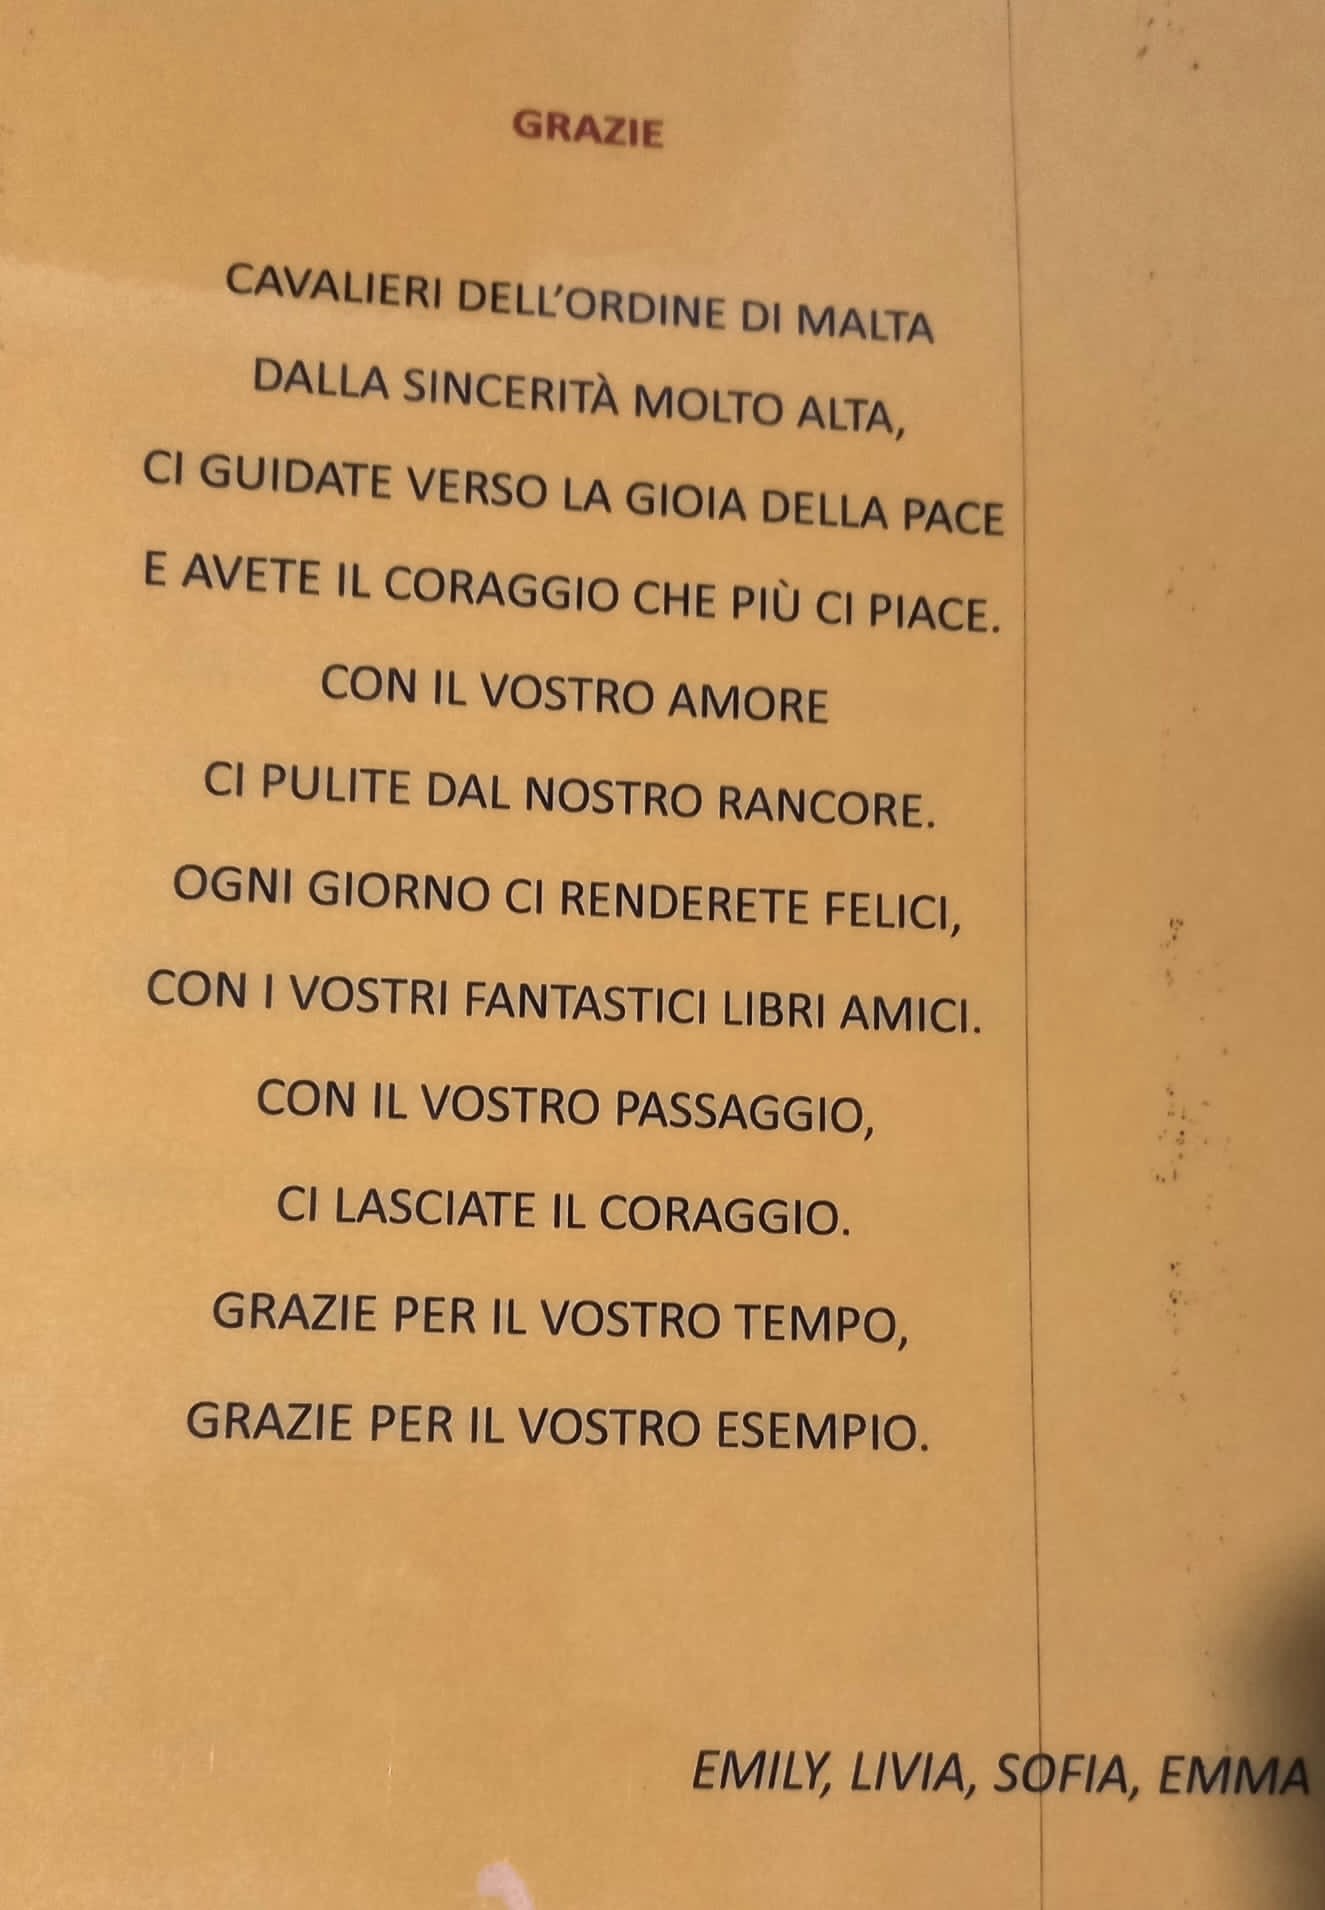 GRAZIE
CAVALIERI DELL'ORDINE DI MALTA
DALLA SINCERITÀ MOLTO ALTA,
CI GUIDATE VERSO LA GIOIA DELLA PACE
E AVETE IL CORAGGIO CHE PIÙ CI PIACE.
CON IL VOSTRO AMORE
CI PULITE DAL NOSTRO RANCORE.
OGNI GIORNO CI RENDERETE FELICI,
CON I VOSTRI FANTASTICI LIBRI AMICI.
CON IL VOSTRO PASSAGGIO,
CI LASCIATE IL CORAGGIO.
GRAZIE PER IL VOSTRO TEMPO,
GRAZIE PER IL VOSTRO ESEMPIO.
EMILY, LIVIA, SOFIA, EMMA